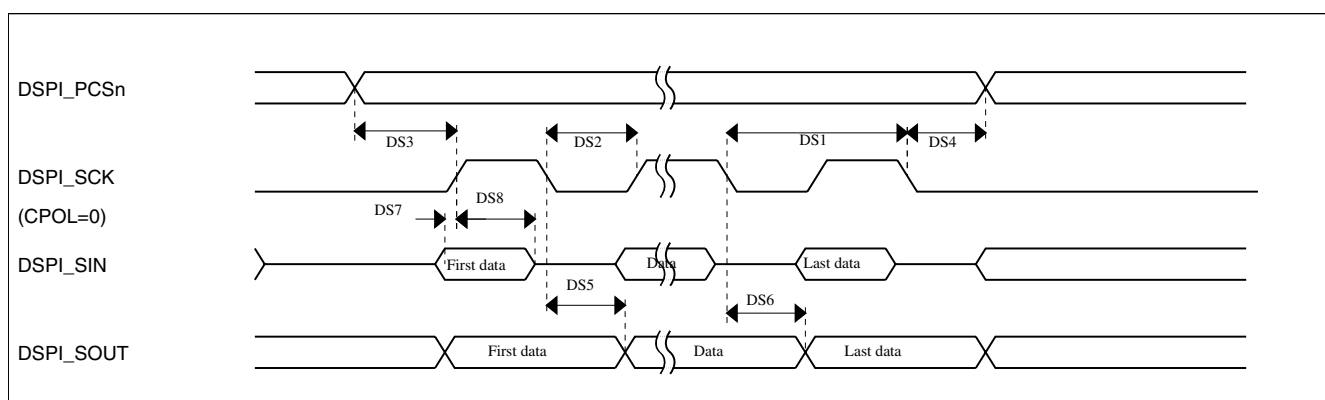 DSPI_PCSn
DS3
DS2
DS1
DS4
DSPI_SCK
(CPOL=0)
DS7
DS8
DSPI_SIN
First data
Data
Last data
DS5
DS6
DSPI_SOUT
First data
Data
Last data